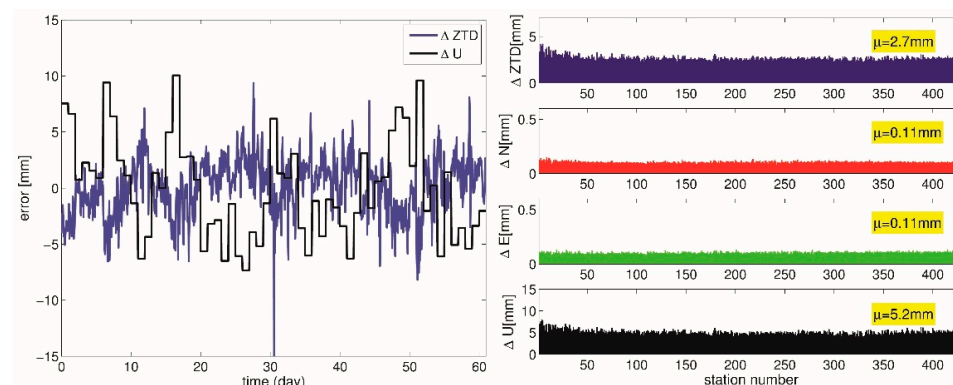 15
10
5
0
−5
−10
−15
error [mm]
Δ ZTD
Δ U
0 10 20 30 40 50 60
time (day)
Δ ZTD[mm]
5
0
μ=2.7mm
50 100 150 200 250 300 350 400
Δ N[mm]
0.5
0
μ=0.11mm
50 100 150 200 250 300 350 400
Δ E[mm]
0.5
0
μ=0.11mm
50 100 150 200 250 300 350 400
Δ U[mm]
15
10
5
0
μ=5.2mm
50 100 150 200 250 300 350 400
station number